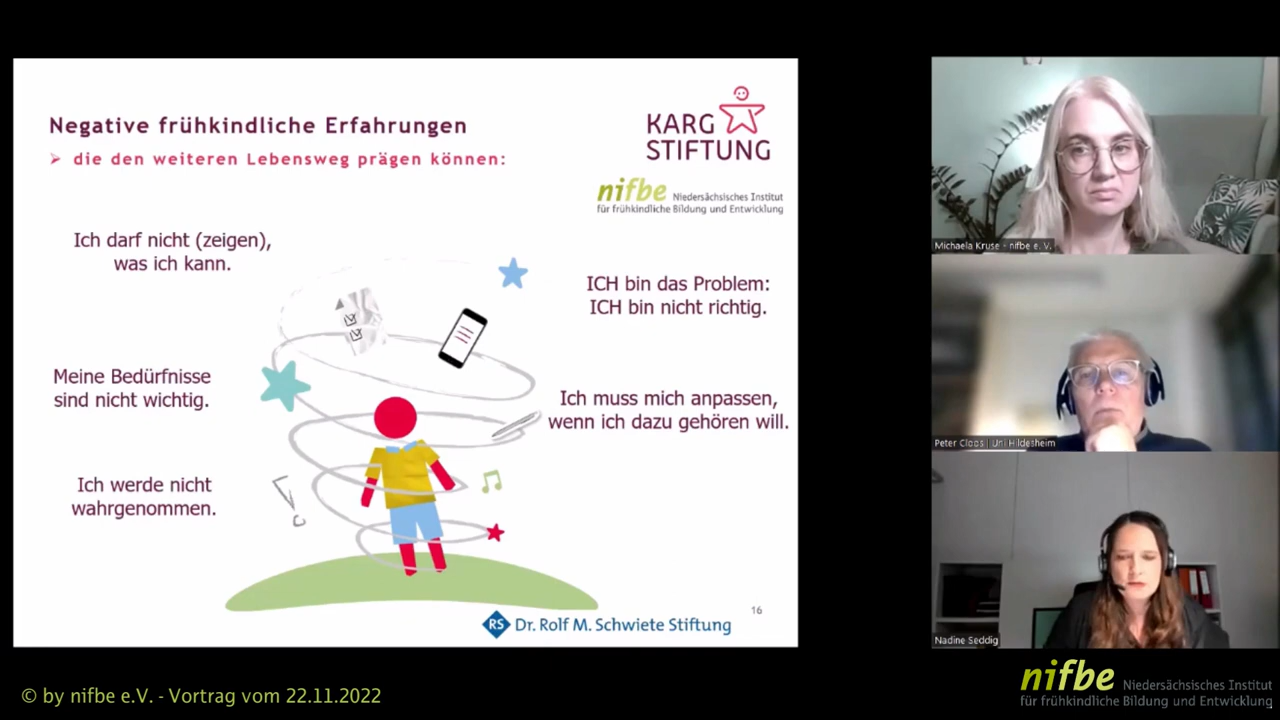 Negative frühkindliche Erfahrungen
➢ die den weiteren Lebensweg prägen können:
KARG
STIFTUNG
nifbe Niedersächsisches Institut
für frühkindliche Bildung und Entwicklung
Ich darf nicht (zeigen),
was ich kann.
ICH bin das Problem:
ICH bin nicht richtig.
Meine Bedürfnisse
sind nicht wichtig.
Ich muss mich anpassen,
wenn ich dazu gehören will.
Ich werde nicht
wahrgenommen.
16
RS Dr. Rolf M. Schwiete Stiftung
Michaela Kruse - nifbe e. V.
Peter Cloos | Uni Hildesheim
Nadine Seddig
© by nifbe e.V. - Vortrag vom 22.11.2022
nifbe Niedersächsisches Institut
für frühkindliche Bildung und Entwicklung